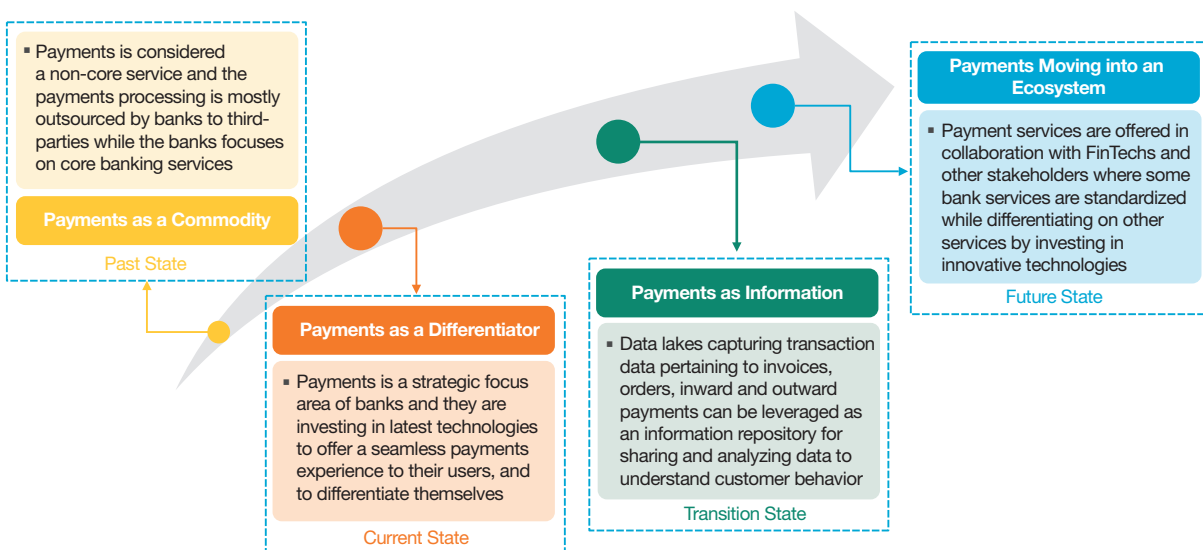 ▪ Payments is considered
a non-core service and the
payments processing is mostly
outsourced by banks to third-
parties while the banks focuses
on core banking services
Payments as a Commodity
Past State
Payments as a Differentiator
▪ Payments is a strategic focus
area of banks and they are
investing in latest technologies
to offer a seamless payments
experience to their users, and
to differentiate themselves
Current State
Payments as Information
▪ Data lakes capturing transaction
data pertaining to invoices,
orders, inward and outward
payments can be leveraged as
an information repository for
sharing and analyzing data to
understand customer behavior
Transition State
Payments Moving into an
Ecosystem
▪ Payment services are offered in
collaboration with FinTechs and
other stakeholders where some
bank services are standardized
while differentiating on other
services by investing in
innovative technologies
Future State